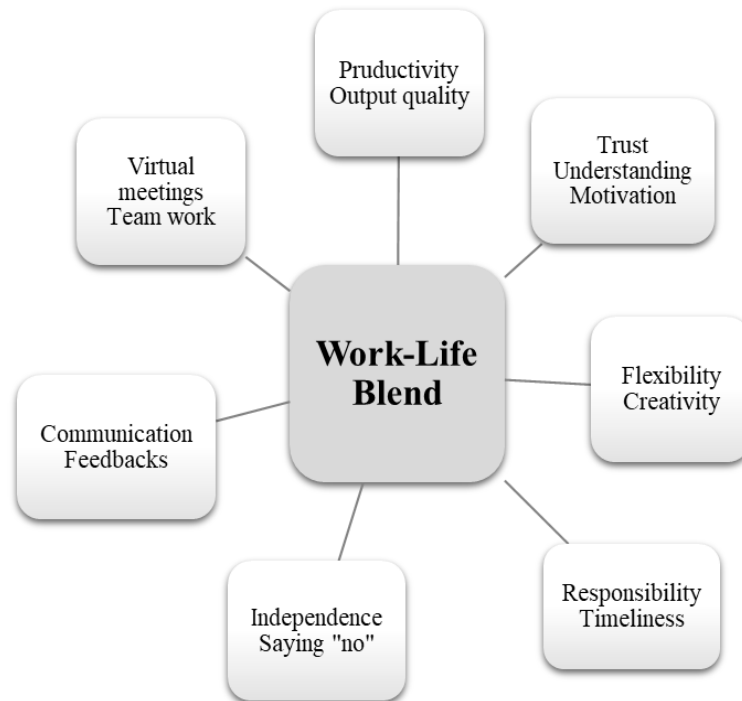 Pruductivity
Output quality
Trust
Understanding
Motivation
Flexibility
Creativity
Responsibility
Timeliness
Independence
Saying "no"
Communication
Feedbacks
Virtual
meetings
Team work
Work-Life
Blend